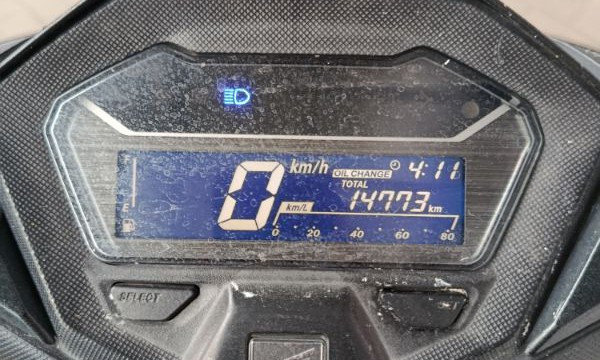 F
E
0 km/h
OIL CHANGE 4:11
TOTAL
14773 km
km/L
0 20 40 60 80
SELECT